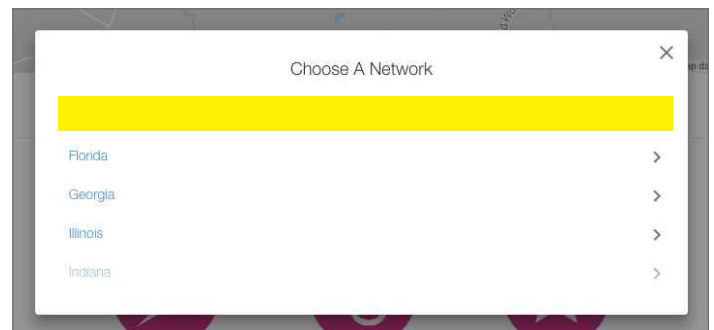 Choose A Network
Florida
Georgia
Illinois
Indiana